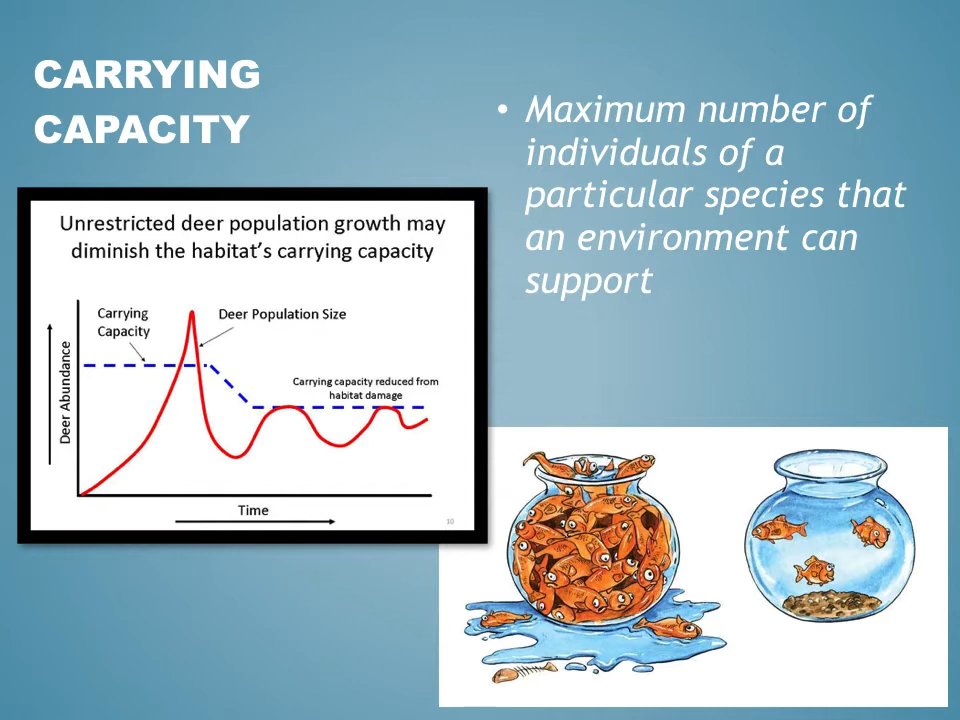 CARRYING
CAPACITY
• Maximum number of
individuals of a
particular species that
an environment can
support
Unrestricted deer population growth may
diminish the habitat's carrying capacity
Carrying
Capacity
Deer Population Size
Carrying capacity reduced from
habitat damage
Deer Abundance
Time
10